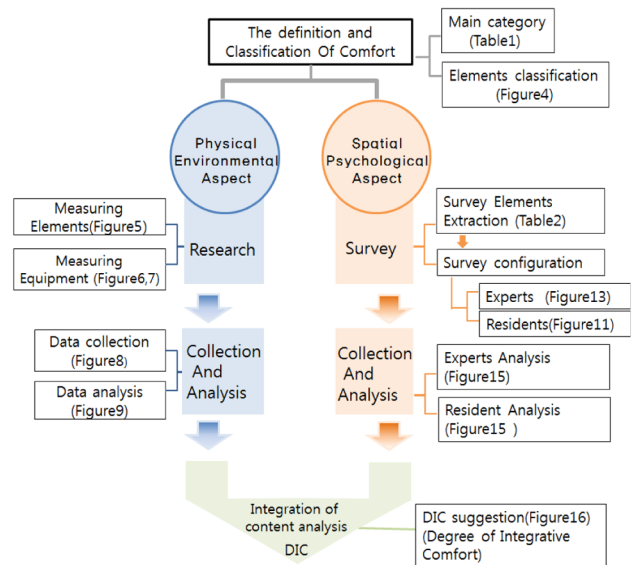 The definition and
Classification Of Comfort
Main category
(Table1)
Elements classification
(Figure4)
Physical
Environmental
Aspect
Spatial
Psychological
Aspect
Measuring
Elements(Figure5)
Measuring
Equipment (Figure6,7)
Research
Survey
Survey Elements
Extraction (Table2)
Survey configuration
Experts (Figure13)
Residents(Figure11)
Data collection
(Figure8)
Data analysis
(Figure9)
Collection
And
Analysis
Collection
And
Analysis
Experts Analysis
(Figure15)
Resident Analysis
(Figure15 )
Integration of
content analysis
DIC
DIC suggestion(Figure16)
(Degree of Integrative
Comfort)